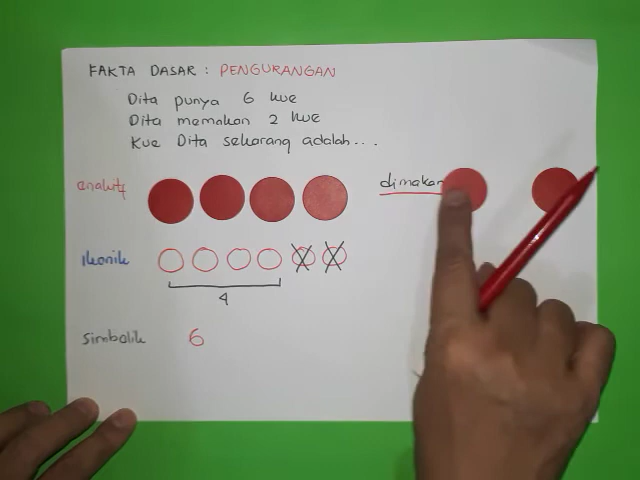 FAKTA DASAR : PENGURANGAN
Dita punya 6 kue
Dita memakan 2 kue
Kue Dita sekarang adalah...
enaktif
dimakan
Ikonik
4
simbolik 6